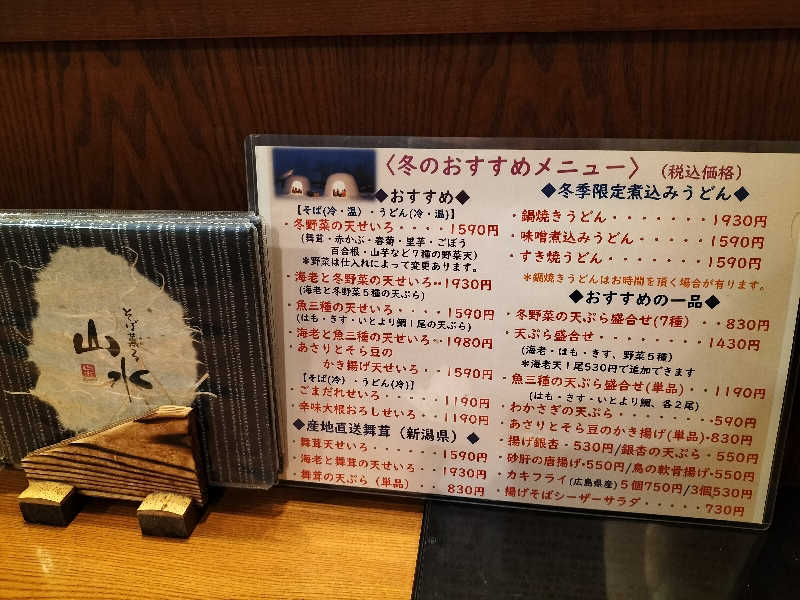 そば蕎る
山水
〈冬のおすすめメニュー〉（税込価格）
◆おすすめ◆
【そば(冷・温)・うどん(冷・温)】
・冬野菜の天せいろ・・・・1590円
(舞茸・赤かぶ・春菊・里芋・ごぼう
百合根・山芋など7種の野菜天)
＊野菜は仕入れによって変更あります。
・海老と冬野菜の天せいろ・・1930円
(海老と冬野菜5種の天ぷら)
・魚三種の天せいろ・・・・1590円
(はも・きす・いとより鯛1尾の天ぷら)
・海老と魚三種の天せいろ・・1980円
・あさりとそら豆の
かき揚げ天せいろ・・・1590円
【そば(冷)・うどん(冷)】
・ごまだれせいろ・・・・・1190円
・辛味大根おろしせいろ・・・1190円
◆産地直送舞茸（新潟県）◆
・舞茸天せいろ・・・・・・1590円
・海老と舞茸の天せいろ・・・1930円
・舞茸の天ぷら（単品）・・・830円
◆冬季限定煮込みうどん◆
・鍋焼きうどん・・・・・・・1930円
・味噌煮込みうどん・・・・・1590円
・すき焼うどん・・・・・・・1590円
＊鍋焼きうどんはお時間を頂く場合が有ります。
◆おすすめの一品◆
・冬野菜の天ぷら盛合せ(7種)・・830円
・天ぷら盛合せ・・・・・・・1430円
(海老・はも・きす、野菜5種)
＊海老天1尾530円で追加できます
・魚三種の天ぷら盛合せ(単品)・・1190円
(はも・きす・いとより鯛、各2尾)
・わかさぎの天ぷら・・・・・・590円
・あさりとそら豆のかき揚げ(単品)・830円
・揚げ銀杏・530円/銀杏の天ぷら・550円
・砂肝の唐揚げ・550円/鳥の軟骨揚げ・550円
・カキフライ(広島県産)5個750円/3個530円
・揚げそばシーザーサラダ・・・・・730円